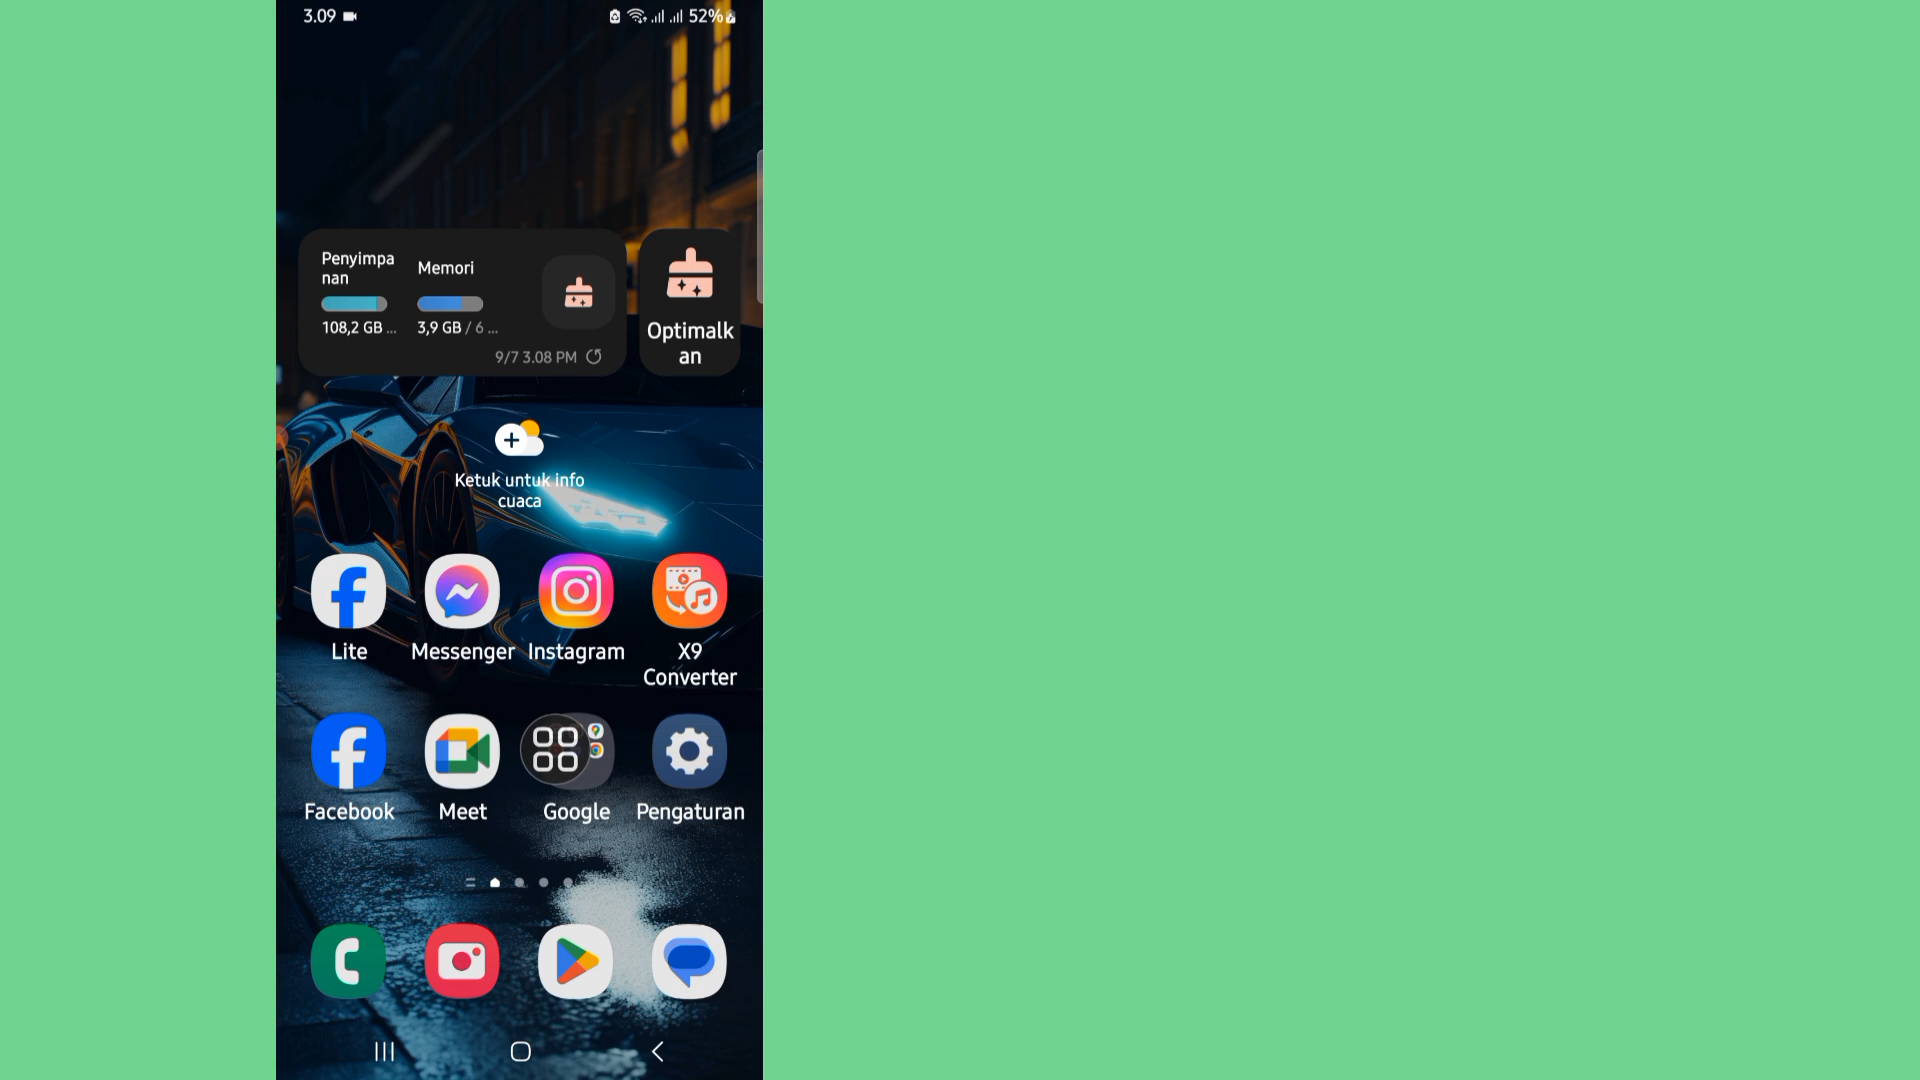 3.09
52%
Penyimpa
nan
Memori
108,2 GB ...
3,9 GB / 6 ...
9/7 3.08 PM
Optimalk
an
Ketuk untuk info
cuaca
Lite
Messenger
Instagram
X9
Converter
Facebook
Meet
Google
Pengaturan